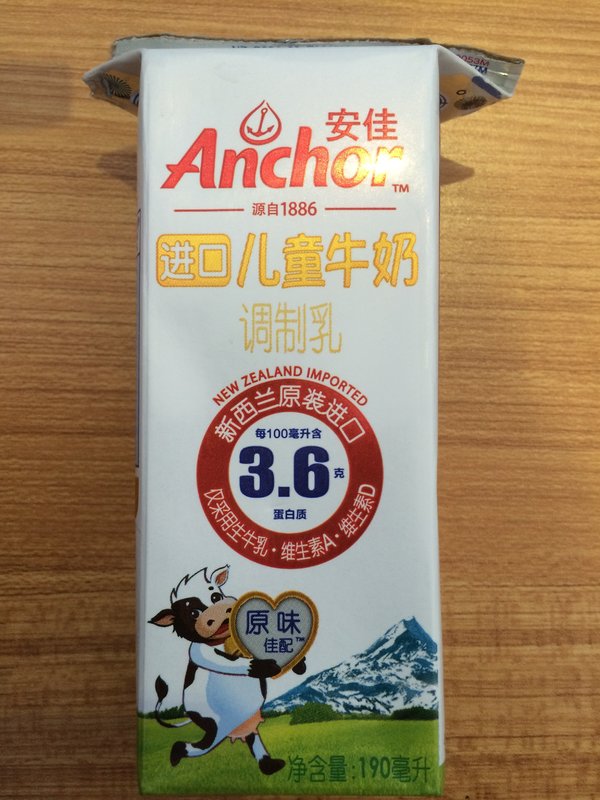 安佳
Anchor™
源自1886
进口儿童牛奶
调制乳
NEW ZEALAND IMPORTED
新西兰原装进口
每100毫升含
3.6克
蛋白质
仅采用生牛乳·维生素A·维生素D
原味
佳配™
净含量:190毫升